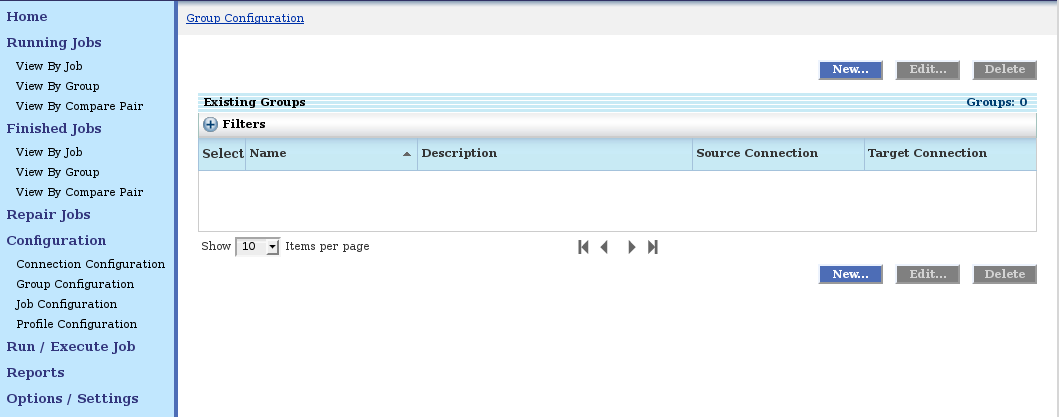 Home
Running Jobs
View By Job
View By Group
View By Compare Pair
Finished Jobs
View By Job
View By Group
View By Compare Pair
Repair Jobs
Configuration
Connection Configuration
Group Configuration
Job Configuration
Profile Configuration
Run / Execute Job
Reports
Options / Settings
Group Configuration
New... Edit... Delete
Existing Groups Groups: 0
Filters
Select Name Description Source Connection Target Connection
Show 10 Items per page
New... Edit... Delete